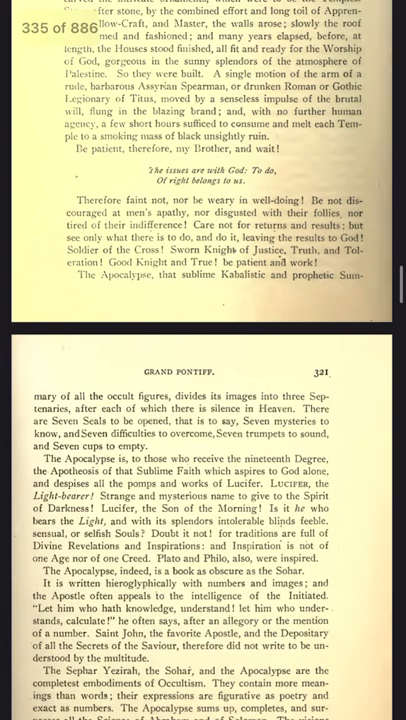 fter stone, by the combined effort and long toil of Appren-
335 of 886
llow-Craft, and Master, the walls arose; slowly the roof
med and fashioned; and many years elapsed, before, at
length, the Houses stood finished, all fit and ready for the Worship
of God, gorgeous in the sunny splendors of the atmosphere of
Palestine. So they were built. A single motion of the arm of a
rude, barbarous Assyrian Spearman, or drunken Roman or Gothic
Legionary of Titus, moved by a senseless impulse of the brutal
will, flung in the blazing brand; and, with no further human
agency, a few short hours sufficed to consume and melt each Tem-
ple to a smoking mass of black unsightly ruin.
Be patient, therefore, my Brother, and wait!
The issues are with God: To do,
Of right belongs to us.
Therefore faint not, nor be weary in well-doing! Be not dis-
couraged at men's apathy, nor disgusted with their follies, nor
tired of their indifference! Care not for returns and results; but
see only what there is to do, and do it, leaving the results to God!
Soldier of the Cross! Sworn Knight of Justice, Truth, and Tol-
eration! Good Knight and True! be patient and work!
The Apocalypse, that sublime Kabalistic and prophetic Sum-
GRAND PONTIFF. 321
mary of all the occult figures, divides its images into three Sep-
tenaries, after each of which there is silence in Heaven. There
are Seven Seals to be opened, that is to say, Seven mysteries to
know, and Seven difficulties to overcome, Seven trumpets to sound,
and Seven cups to empty.
The Apocalypse is, to those who receive the nineteenth Degree,
the Apotheosis of that Sublime Faith which aspires to God alone,
and despises all the pomps and works of Lucifer. LUCIFER, the
Light-bearer! Strange and mysterious name to give to the Spirit
of Darkness! Lucifer, the Son of the Morning! Is it he who
bears the Light, and with its splendors intolerable blinds feeble,
sensual, or selfish Souls? Doubt it not! for traditions are full of
Divine Revelations and Inspirations: and Inspiration is not of
one Age nor of one Creed. Plato and Philo, also, were inspired.
The Apocalypse, indeed, is a book as obscure as the Sohar.
It is written hieroglyphically with numbers and images; and
the Apostle often appeals to the intelligence of the Initiated.
"Let him who hath knowledge, understand! let him who under-
stands, calculate!" he often says, after an allegory or the mention
of a number. Saint John, the favorite Apostle, and the Depositary
of all the Secrets of the Saviour, therefore did not write to be un-
derstood by the multitude.
The Sephar Yezirah, the Sohar, and the Apocalypse are the
completest embodiments of Occultism. They contain more mean-
ings than words; their expressions are figurative as poetry and
exact as numbers. The Apocalypse sums up, completes, and sur-